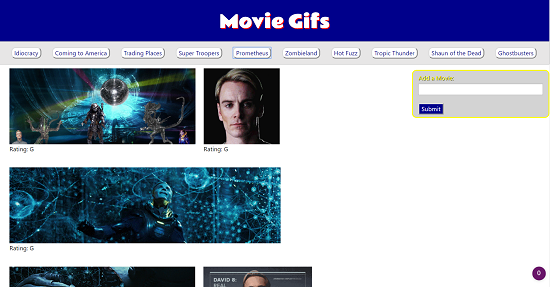 Movie Gifs
Idiocracy Coming to America Trading Places Super Troopers Prometheus Zombieland Hot Fuzz Tropic Thunder Shaun of the Dead Ghostbusters
Add a Movie:
Submit
Rating: G Rating: G
Rating: G
DAVID 8:
REAL
0